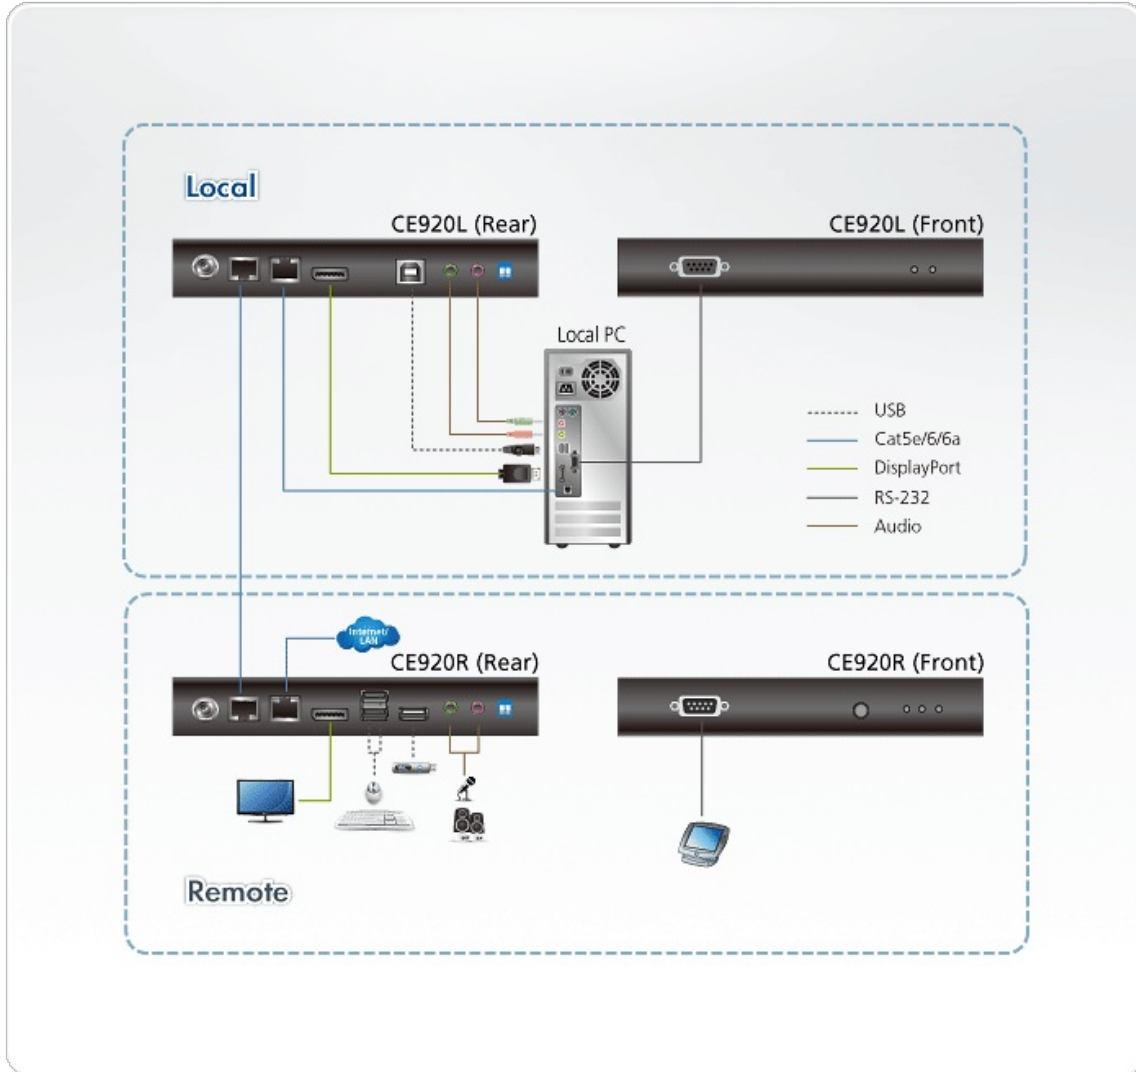 Local
CE920L (Rear)
CE920L (Front)
Local PC
USB
Cat5e/6/6a
DisplayPort
RS-232
Audio
Internet/
LAN
CE920R (Rear)
CE920R (Front)
Remote